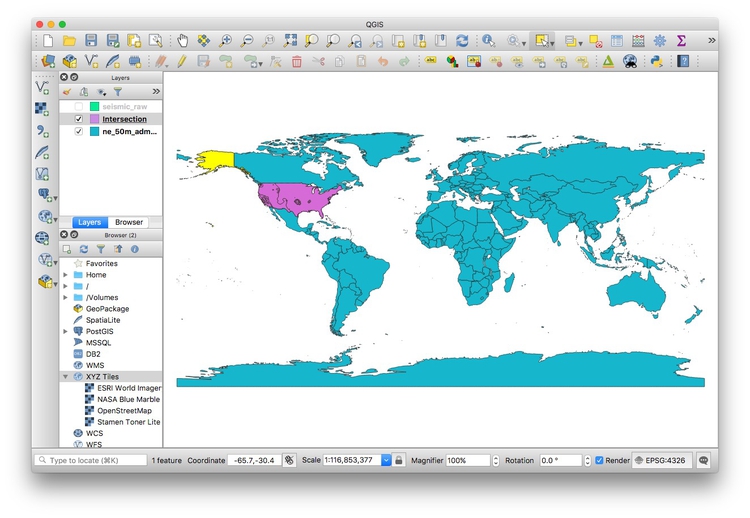 QGIS
Layers
seismic_raw
Intersection
ne_50m_adm...
Layers Browser
Browser (2)
Favorites
Home
/
/Volumes
GeoPackage
SpatiaLite
PostGIS
MSSQL
DB2
WMS
XYZ Tiles
ESRI World Imager
NASA Blue Marble
OpenStreetMap
Stamen Toner Lite
WCS
WFS
Type to locate (⌘K) 1 feature Coordinate -65.7,-30.4 Scale 1:116,853,377 Magnifier 100% Rotation 0.0 ° Render EPSG:4326